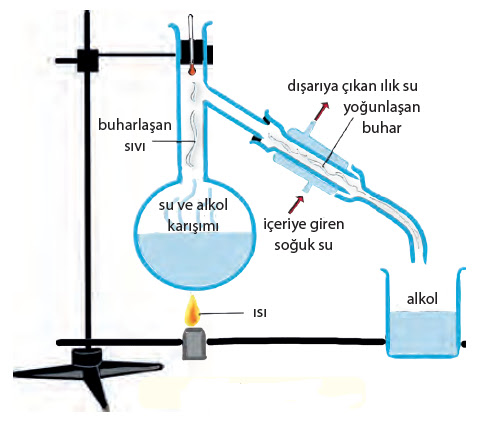 dışarıya çıkan ılık su
yoğunlaşan
buhar
buharlaşan
sıvı
su ve alkol
karışımı
içeriye giren
soğuk su
alkol
ısı